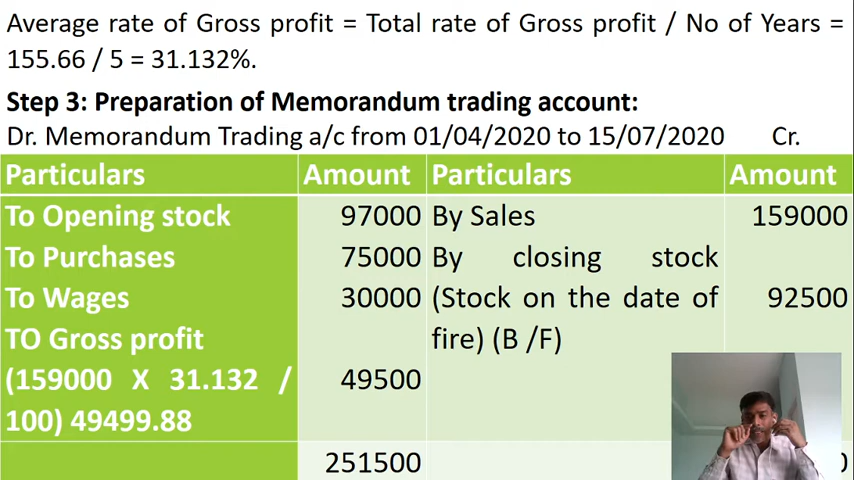 Average rate of Gross profit = Total rate of Gross profit / No of Years =
155.66 / 5 = 31.132%.
Step 3: Preparation of Memorandum trading account:
Dr. Memorandum Trading a/c from 01/04/2020 to 15/07/2020 Cr.
Particulars Amount Particulars Amount
To Opening stock 97000 By Sales 159000
To Purchases 75000 By closing stock
To Wages 30000 (Stock on the date of 92500
TO Gross profit fire) (B /F)
(159000 X 31.132 / 49500
100) 49499.88
251500